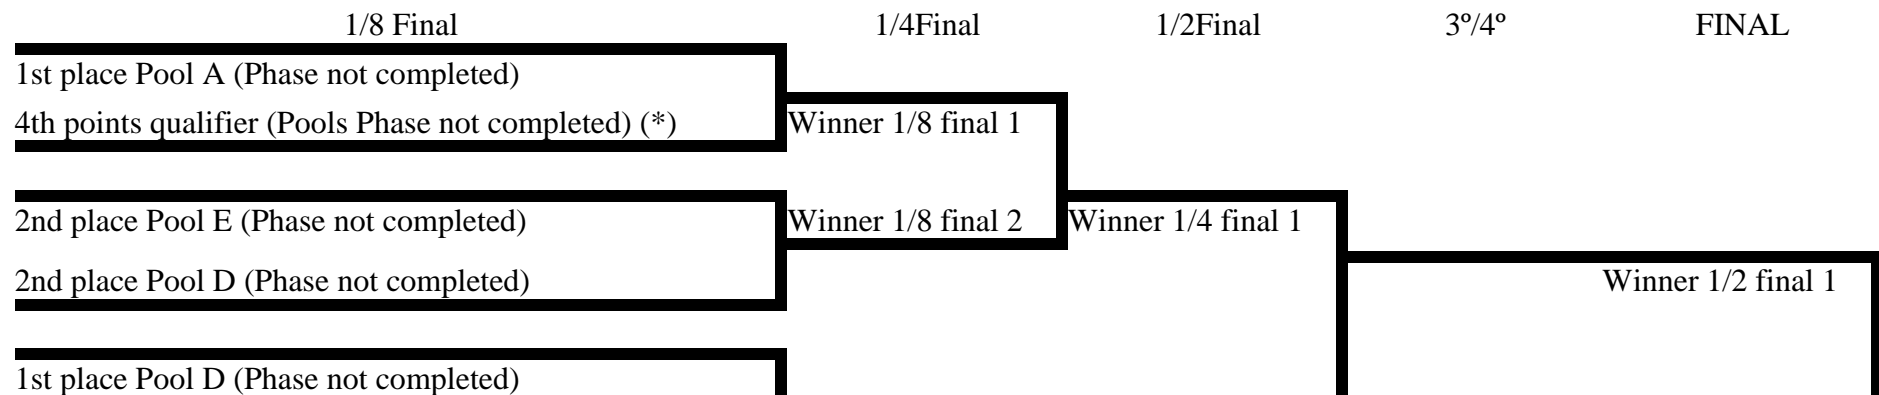 1/8 Final 1/4Final 1/2Final 3º/4º FINAL
1st place Pool A (Phase not completed)
4th points qualifier (Pools Phase not completed) (*) Winner 1/8 final 1
2nd place Pool E (Phase not completed) Winner 1/8 final 2 Winner 1/4 final 1
2nd place Pool D (Phase not completed) Winner 1/2 final 1
1st place Pool D (Phase not completed)